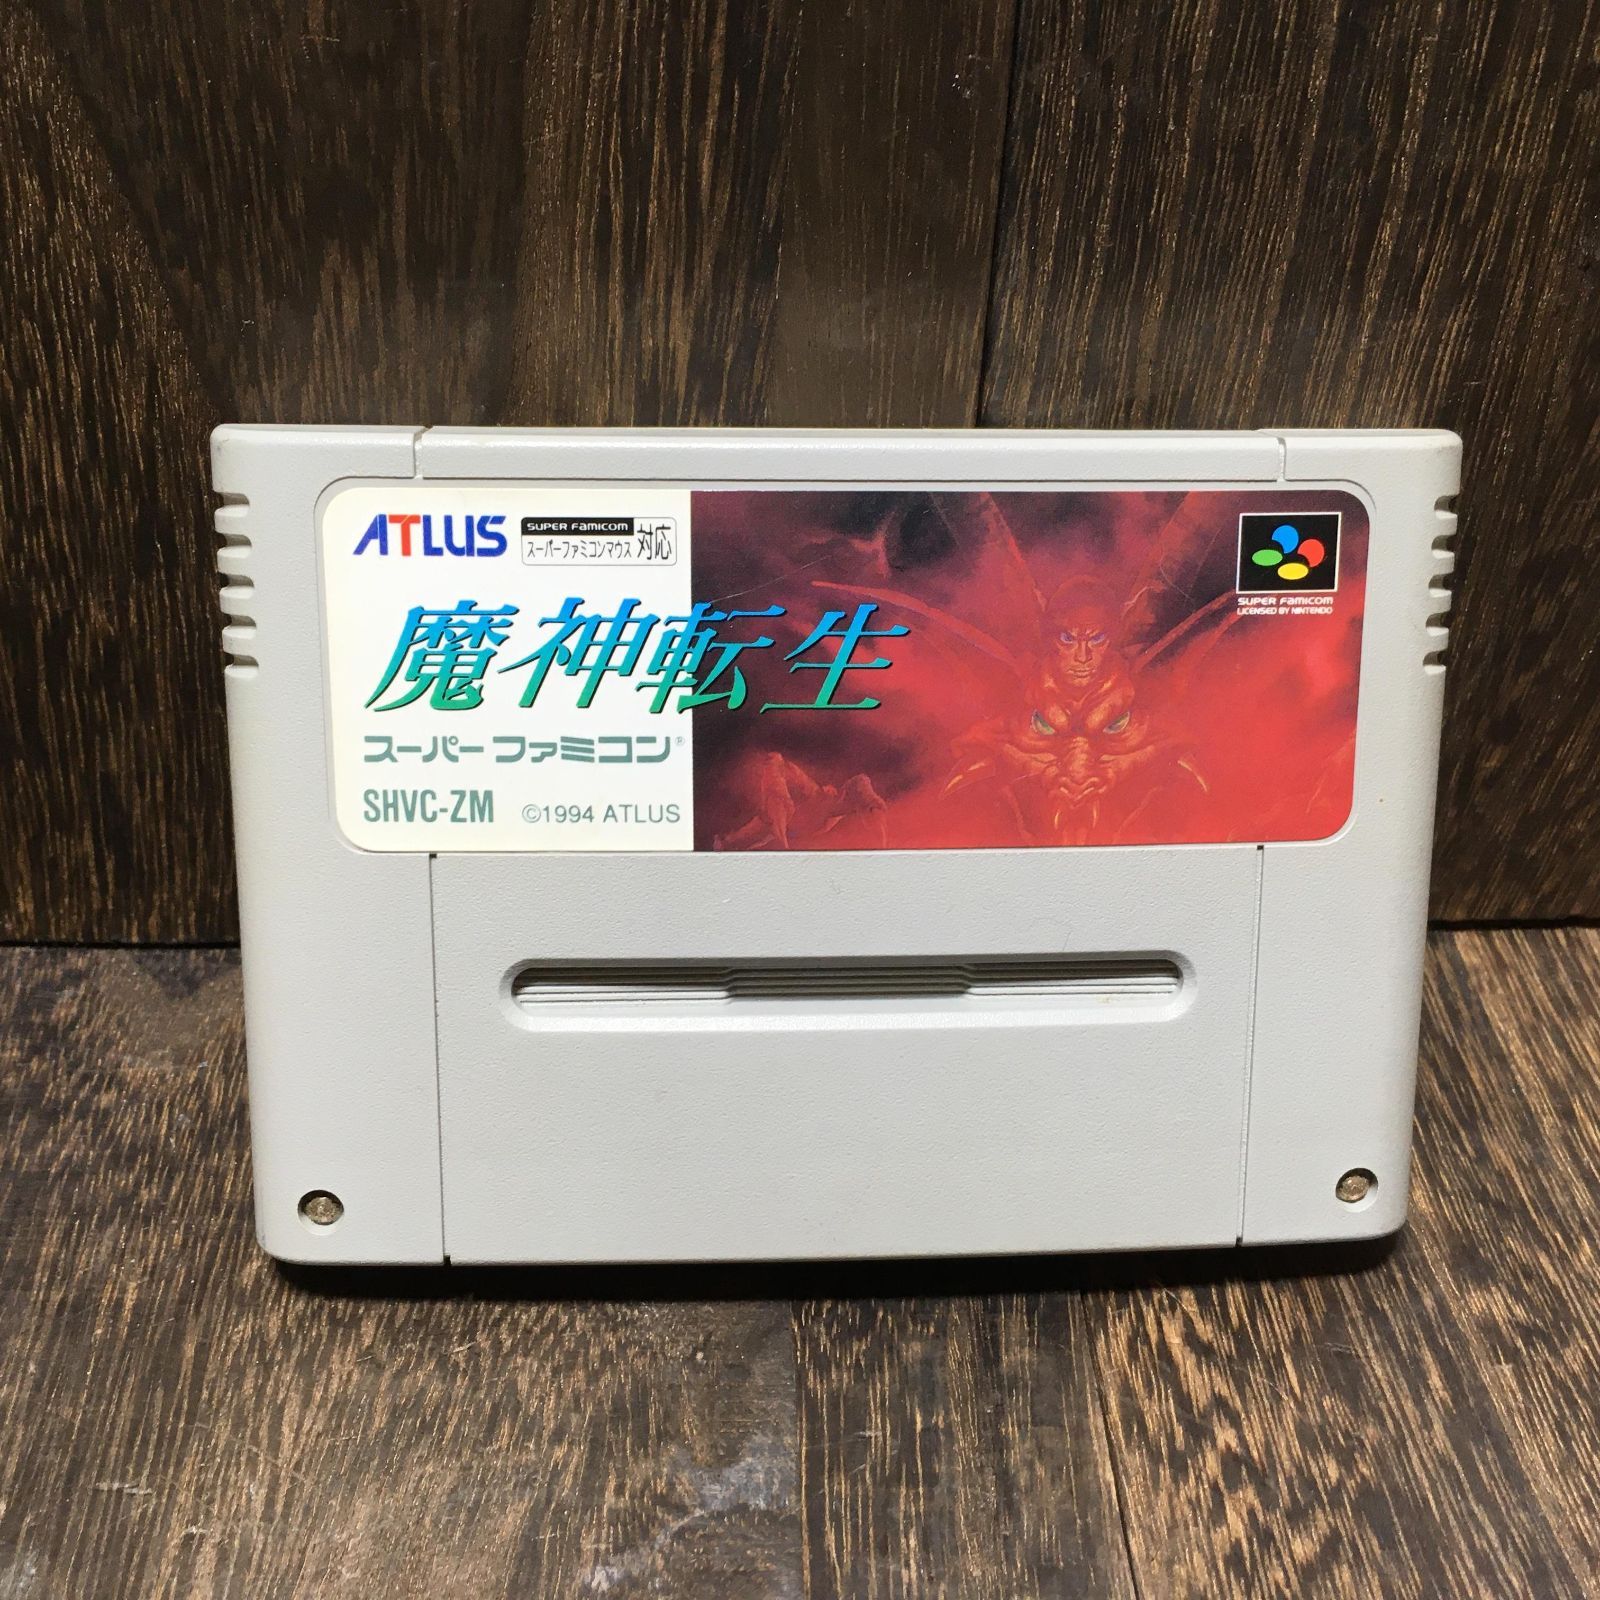 ATLUS
SUPER FAMICOM
スーパーファミコンマウス 対応
魔神転生
スーパーファミコン®
SHVC-ZM ©1994 ATLUS
SUPER FAMICOM
LICENSED BY NINTENDO